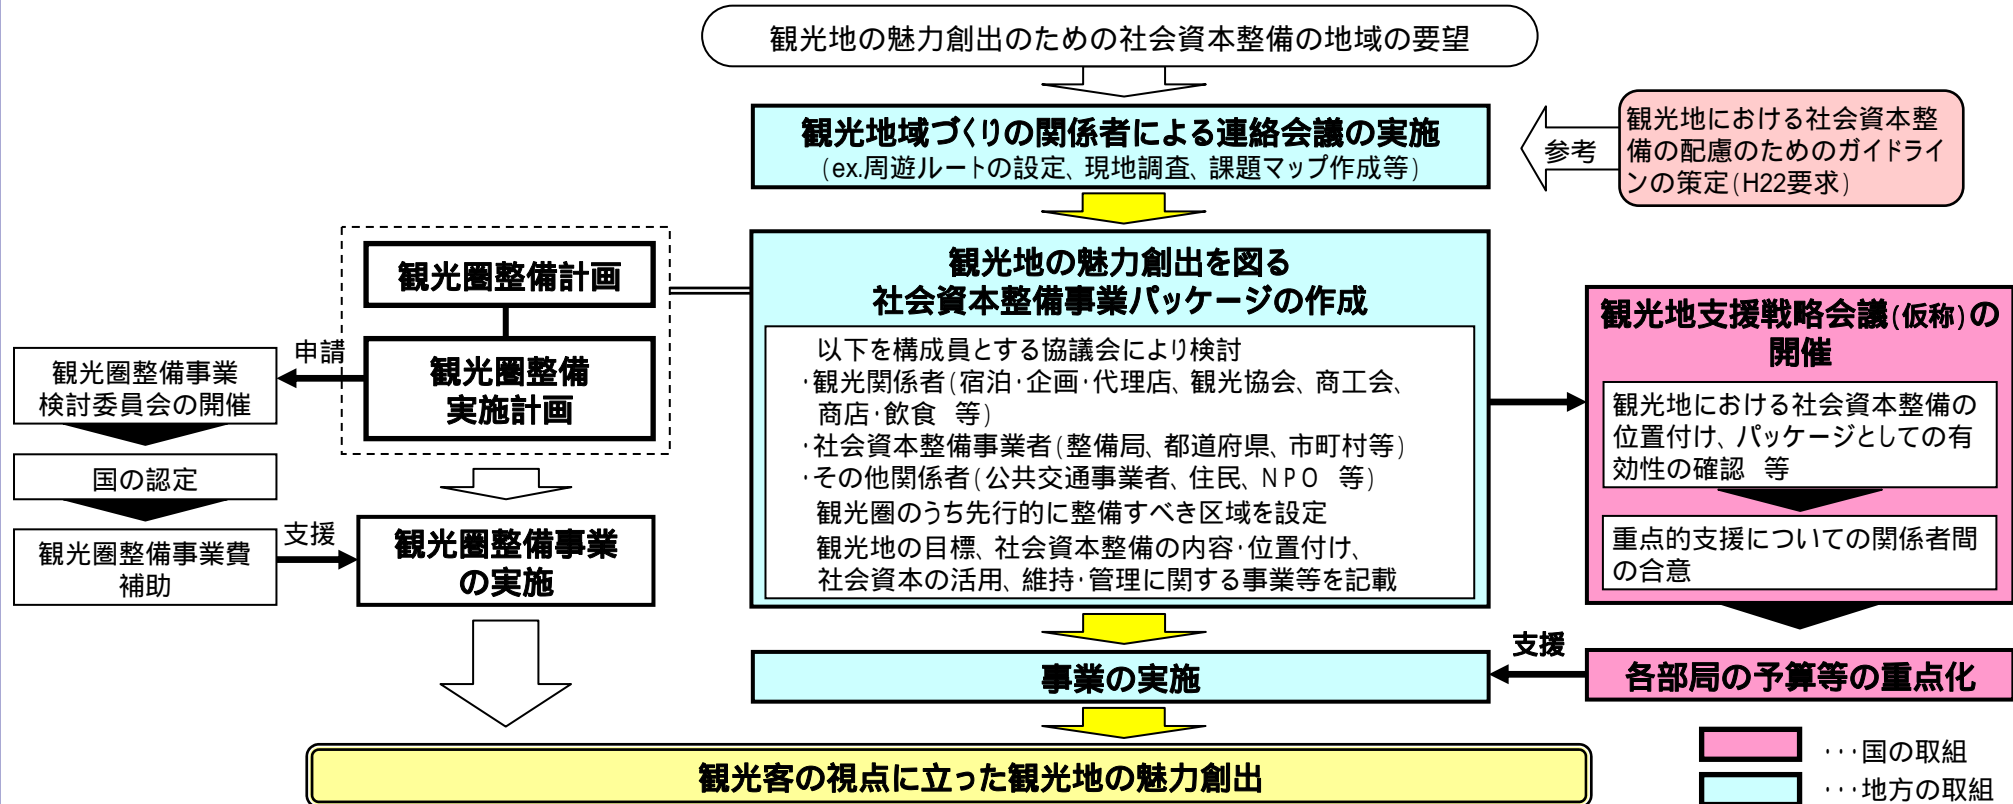 観光地の魅力創出のための社会資本整備の地域の要望
観光地域づくりの関係者による連絡会議の実施
(ex.周遊ルートの設定、現地調査、課題マップ作成等)
参考
観光地における社会資本整
備の配慮のためのガイドライ
ンの策定(H22要求)
観光圏整備計画
観光圏整備
実施計画
申請
観光圏整備事業
検討委員会の開催
国の認定
観光圏整備事業費
補助
支援
観光圏整備事業
の実施
観光地の魅力創出を図る
社会資本整備事業パッケージの作成
以下を構成員とする協議会により検討
・観光関係者(宿泊・企画・代理店、観光協会、商工会、
商店・飲食 等)
・社会資本整備事業者(整備局、都道府県、市町村等)
・その他関係者(公共交通事業者、住民、NPO 等)
観光圏のうち先行的に整備すべき区域を設定
観光地の目標、社会資本整備の内容・位置付け、
社会資本の活用、維持・管理に関する事業等を記載
観光地支援戦略会議(仮称)の
開催
観光地における社会資本整備の
位置付け、パッケージとしての有
効性の確認 等
重点的支援についての関係者間
の合意
事業の実施
支援
各部局の予算等の重点化
観光客の視点に立った観光地の魅力創出
・・・国の取組
・・・地方の取組